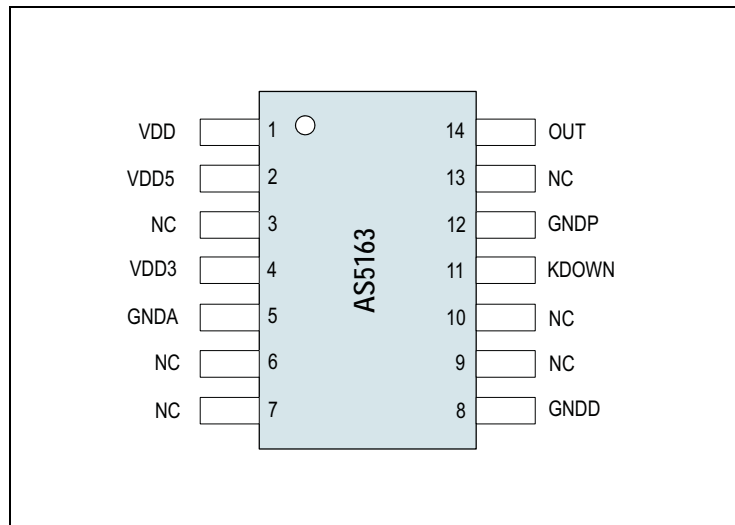 VDD 1 14 OUT
VDD5 2 13 NC
NC 3 12 GNDP
VDD3 4 11 KDOWN
GNDA 5 10 NC
NC 6 9 NC
NC 7 8 GNDD
AS5163